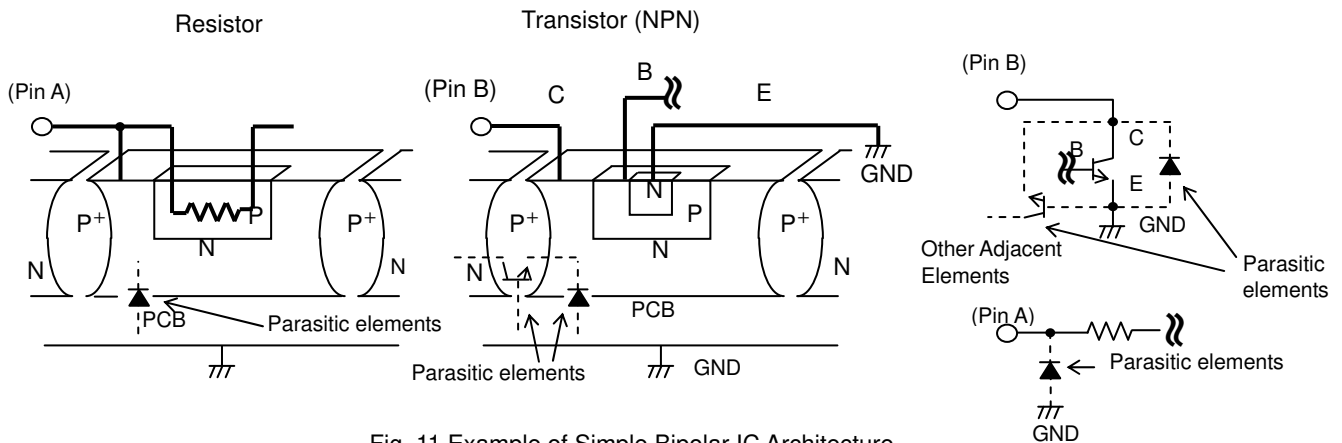 Resistor
Transistor (NPN)
(Pin A)
P+
P
P+
N
N
N
PCB
Parasitic elements
(Pin B)
C
B
E
GND
N
P
P+
P+
N
N
N
PCB
Parasitic elements
GND
(Pin B)
C
B
E
GND
Other Adjacent
Elements
Parasitic
elements
(Pin A)
Parasitic elements
GND
Fig. 11 Example of Simple Bipolar IC Architecture